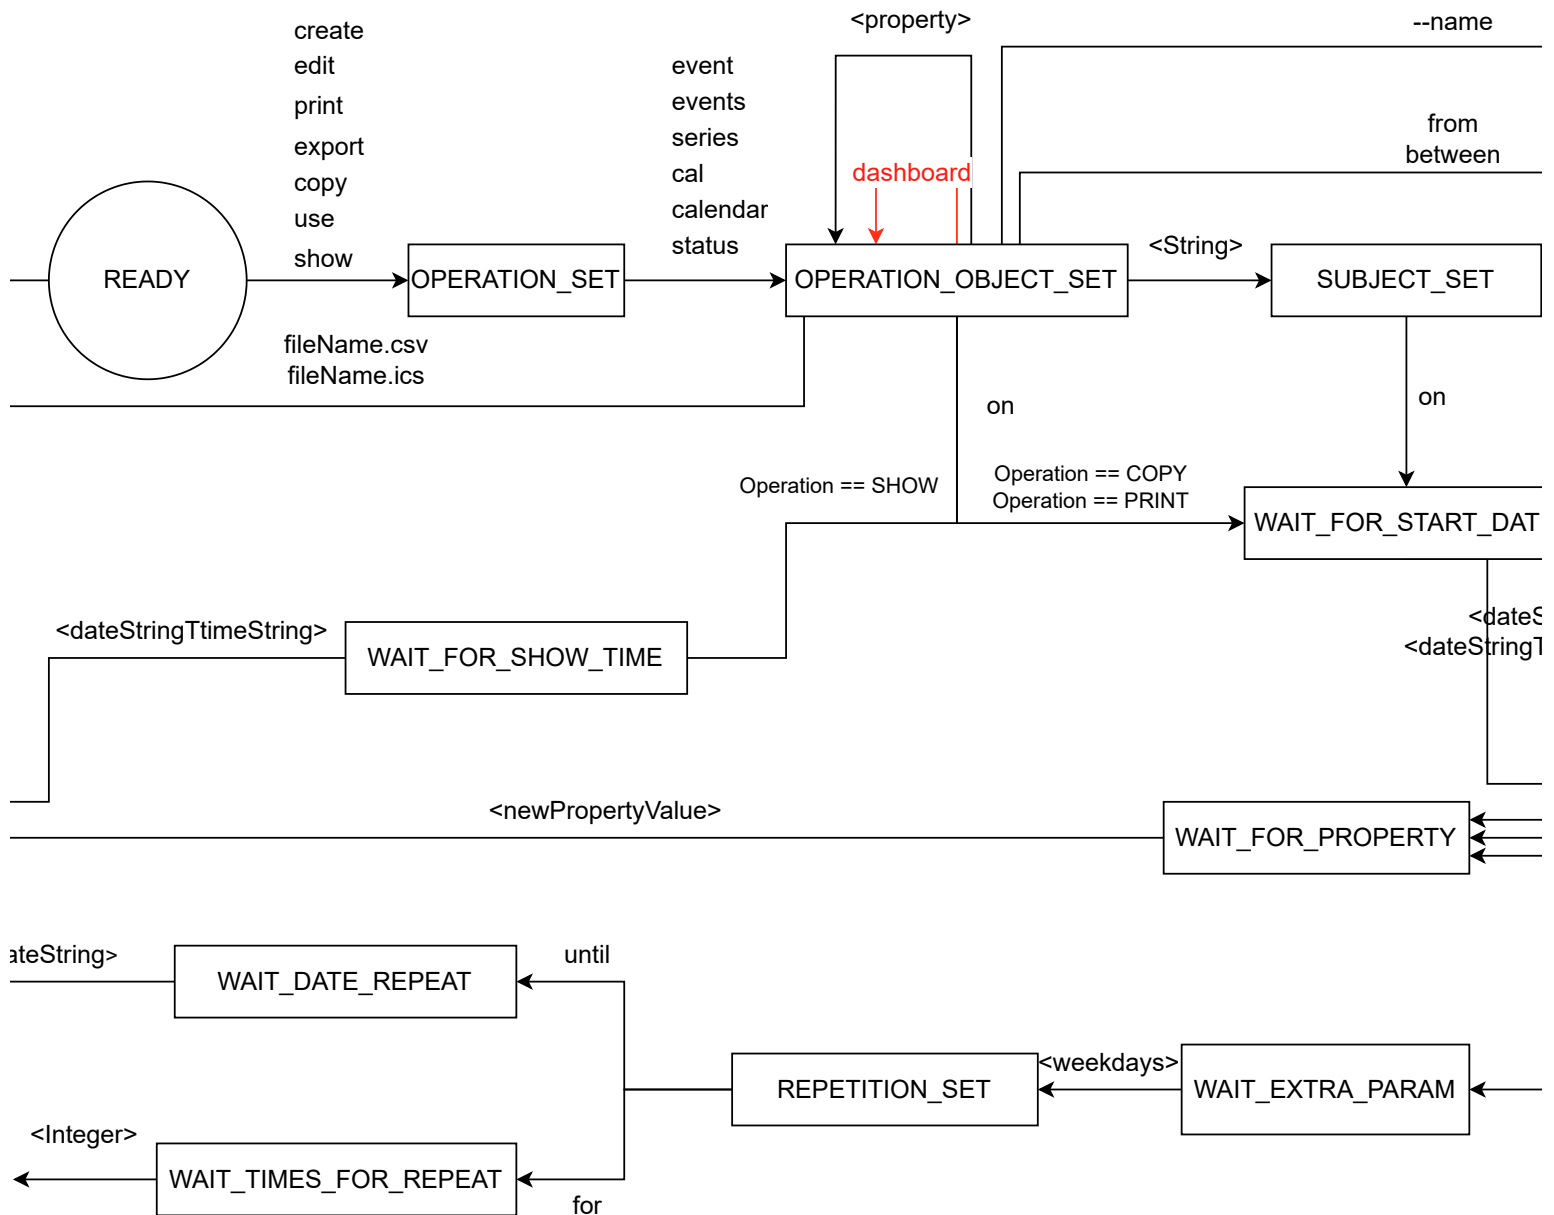 <property>
--name
create
edit
print
export
copy
use
show
event
events
series
cal
calendar
status
dashboard
from
between
READY
OPERATION_SET
OPERATION_OBJECT_SET
<String>
SUBJECT_SET
fileName.csv
fileName.ics
on
on
Operation == SHOW
Operation == COPY
Operation == PRINT
WAIT_FOR_START_DAT
<dateStringTtimeString>
WAIT_FOR_SHOW_TIME
<dateS
<dateStringT
<newPropertyValue>
WAIT_FOR_PROPERTY
ateString>
WAIT_DATE_REPEAT
until
REPETITION_SET
<weekdays>
WAIT_EXTRA_PARAM
<Integer>
WAIT_TIMES_FOR_REPEAT
for